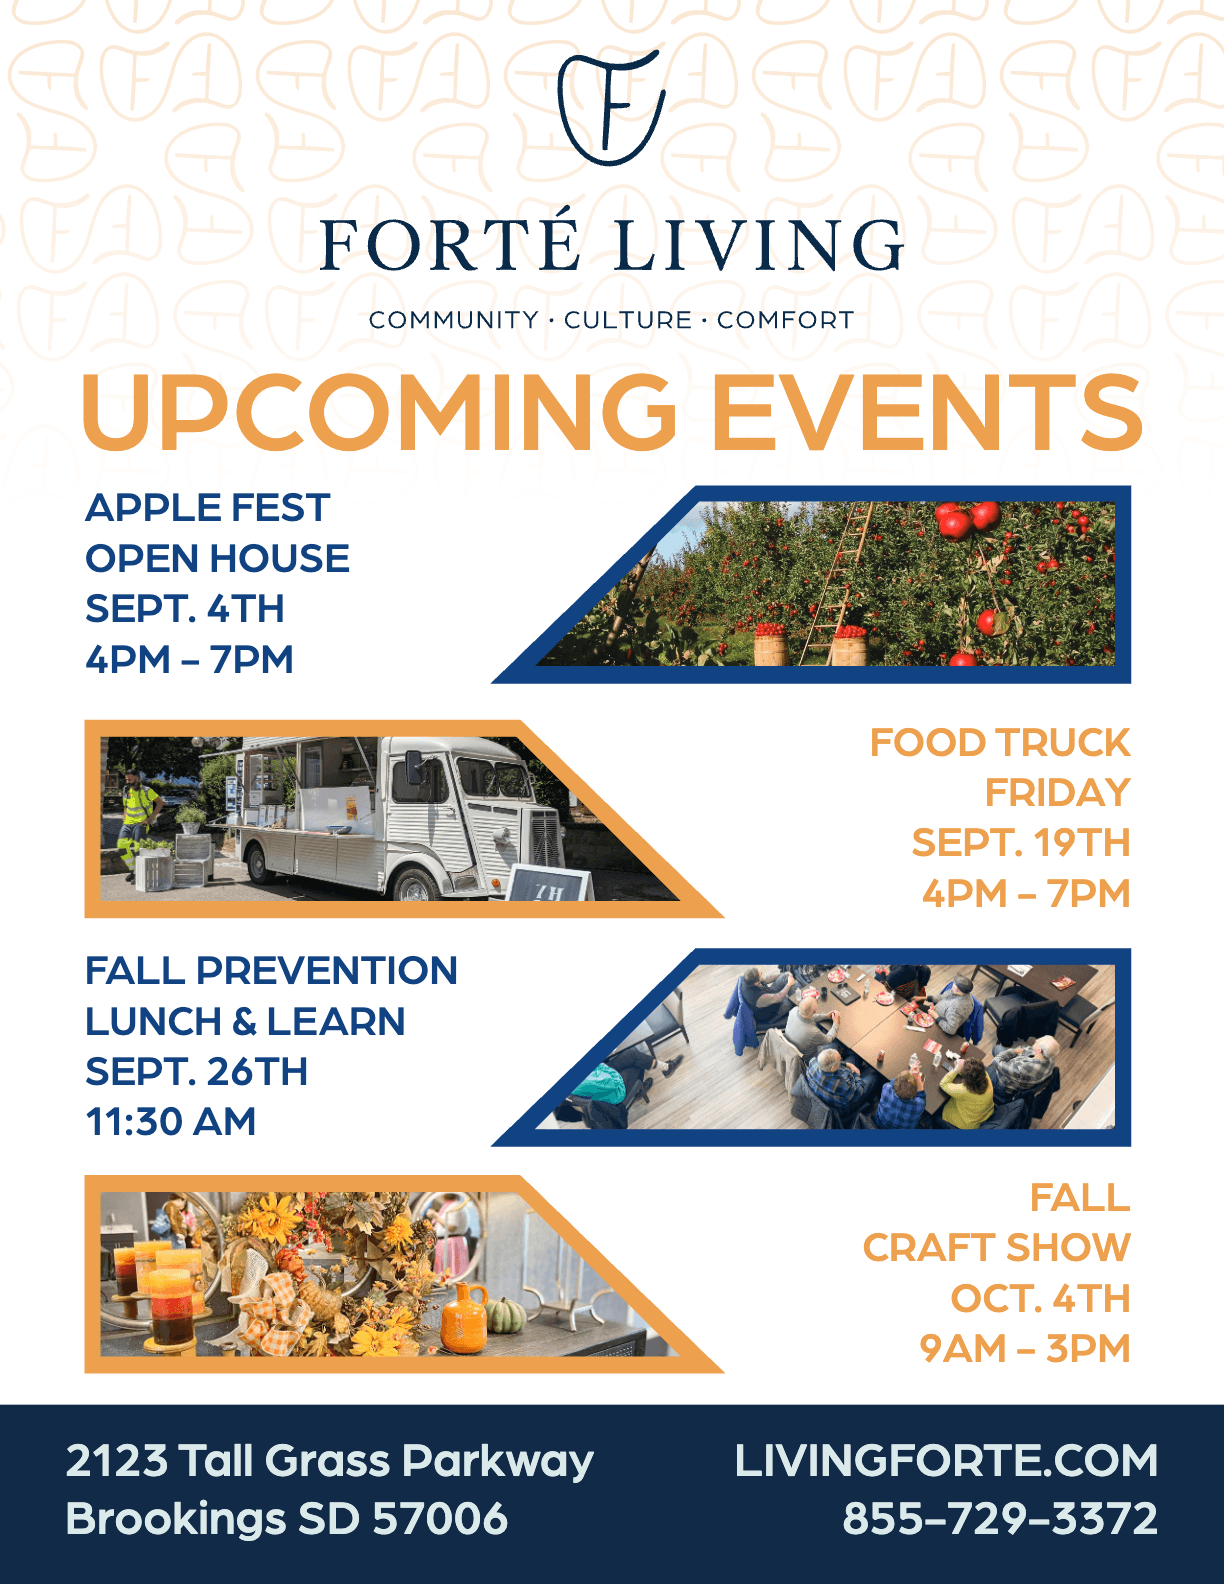 FORTÉ LIVING
COMMUNITY · CULTURE · COMFORT
UPCOMING EVENTS
APPLE FEST
OPEN HOUSE
SEPT. 4TH
4PM – 7PM
FOOD TRUCK
FRIDAY
SEPT. 19TH
4PM – 7PM
FALL PREVENTION
LUNCH & LEARN
SEPT. 26TH
11:30 AM
FALL
CRAFT SHOW
OCT. 4TH
9AM – 3PM
2123 Tall Grass Parkway
Brookings SD 57006
LIVINGFORTE.COM
855-729-3372